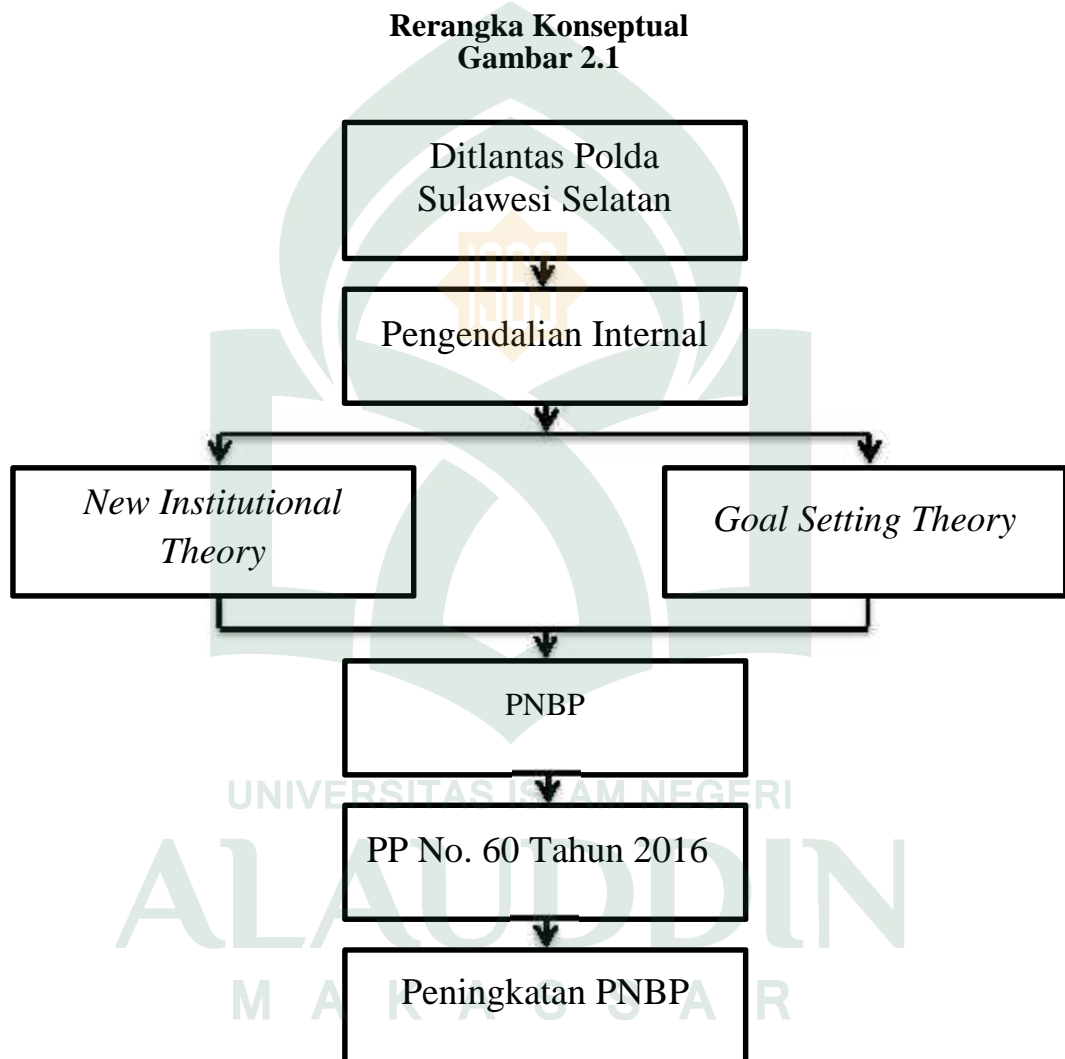 Rerangka Konseptual
Gambar 2.1
Ditlantas Polda
Sulawesi Selatan
Pengendalian Internal
New Institutional
Theory
Goal Setting Theory
PNBP
UNIVERSITAS ISLAM NEGERI
PP No. 60 Tahun 2016
ALAUDDIN
Peningkatan PNBP
MAKASSAR